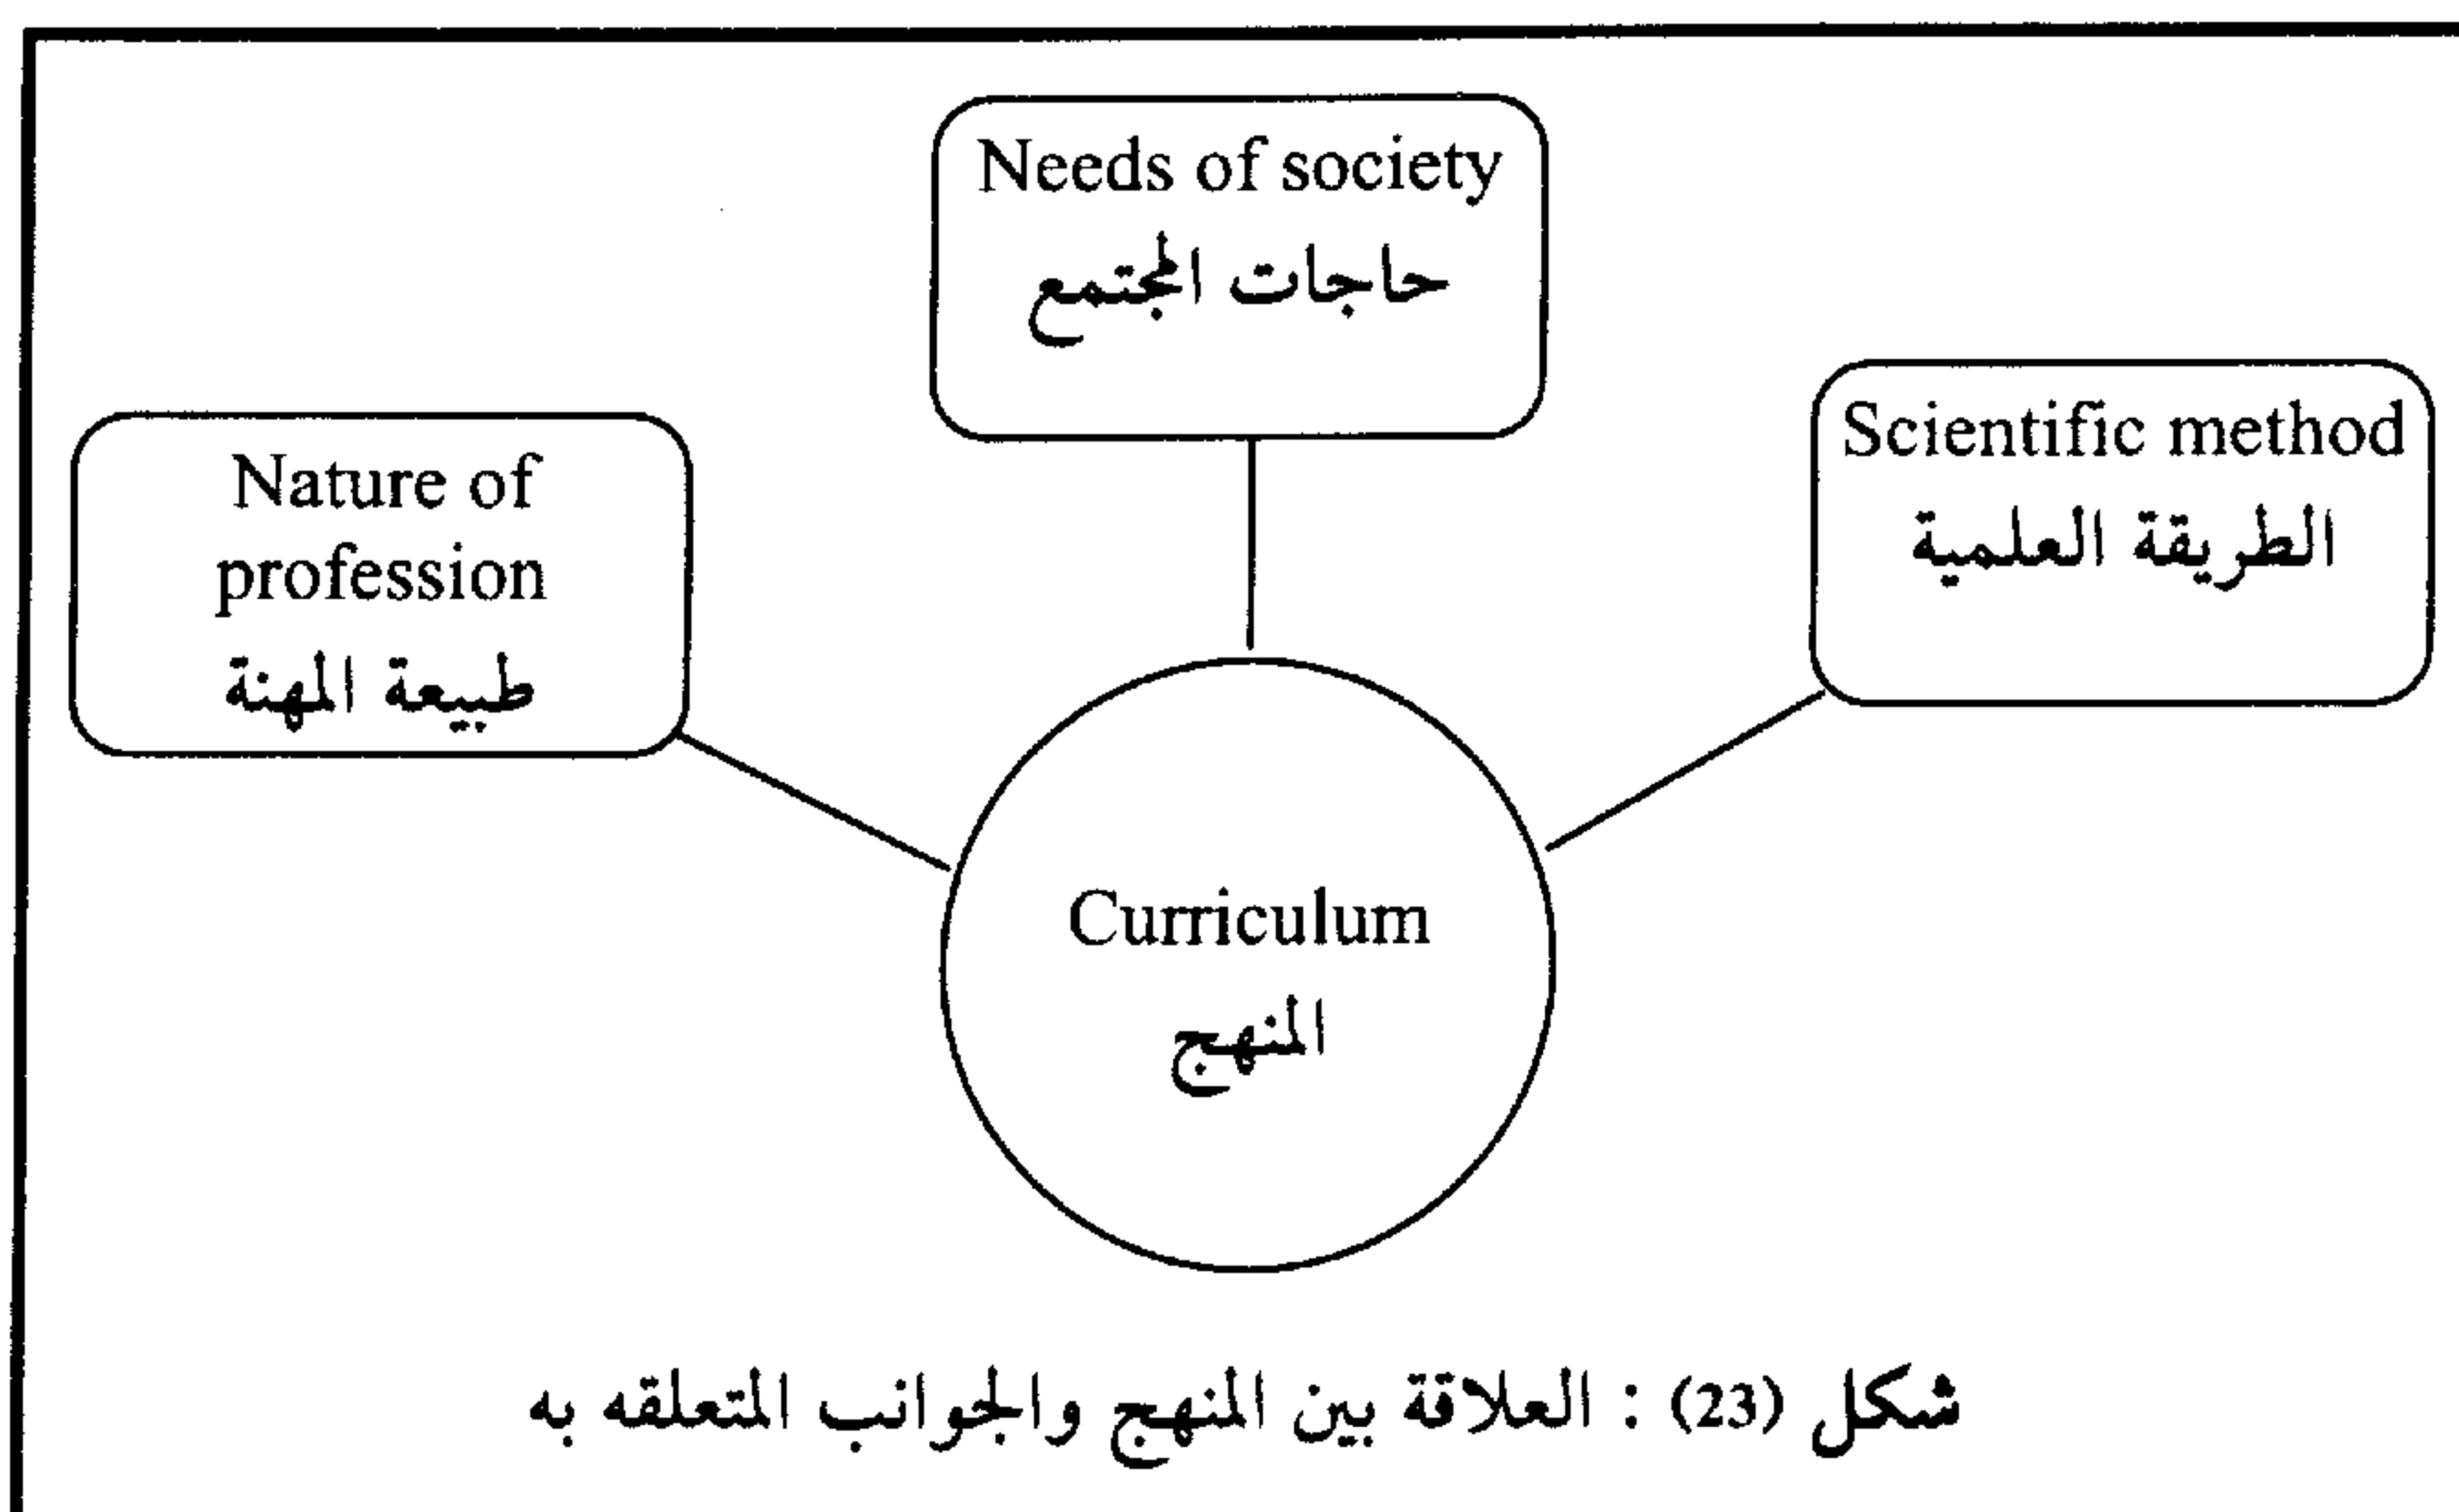 Needs of society
حاجات المجتمع
Scientific method
الطريقة العلمية
Nature of
profession
طبيعة المهنة
Curriculum
المنهج
شكل (23) : العلاقة بين المنهج والجوانب المتعلقه به